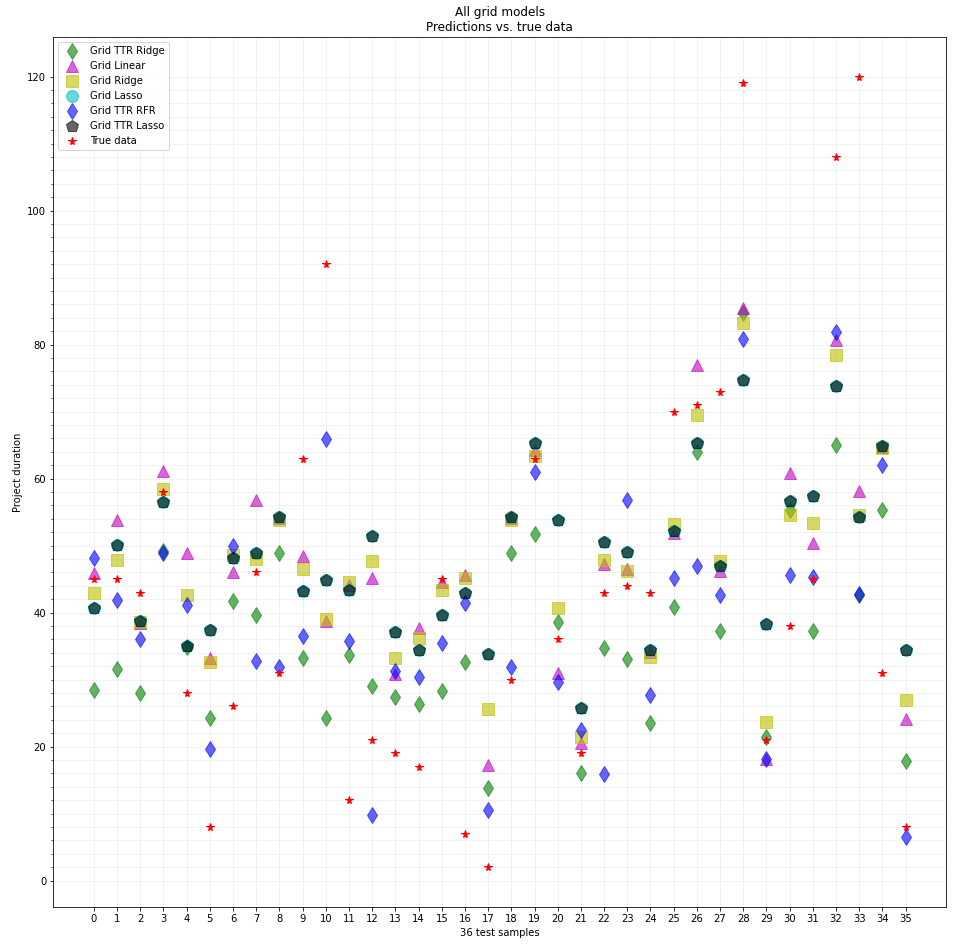 All grid models
Predictions vs. true data
Grid TTR Ridge
Grid Linear
Grid Ridge
Grid Lasso
Grid TTR RFR
Grid TTR Lasso
True data
120
100
80
60
40
20
0
Project duration
0 1 2 3 4 5 6 7 8 9 10 11 12 13 14 15 16 17 18 19 20 21 22 23 24 25 26 27 28 29 30 31 32 33 34 35
36 test samples